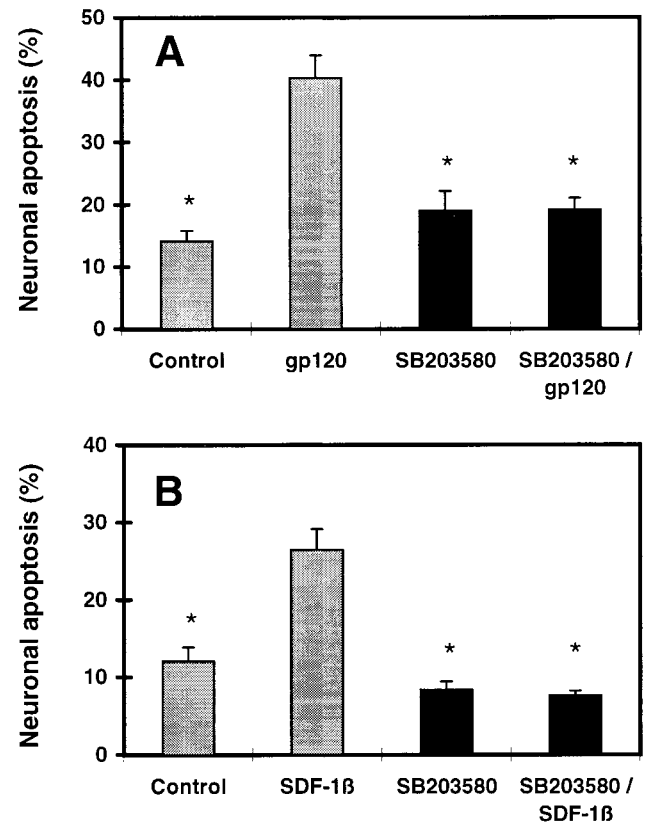 A
Neuronal apoptosis (%)
50
40
30
20
10
0
*
*
*
Control
gp120
SB203580
SB203580 /
gp120
B
Neuronal apoptosis (%)
40
30
20
10
0
*
*
*
Control
SDF-1ß
SB203580
SB203580 /
SDF-1ß